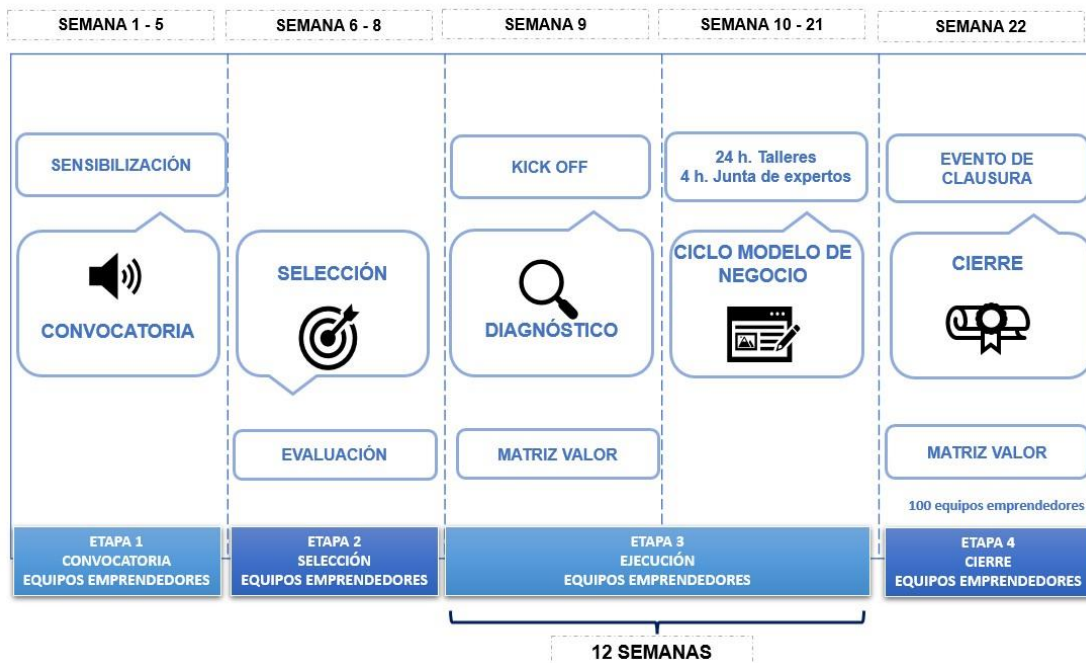 SEMANA 1 - 5
SEMANA 6 - 8
SEMANA 9
SEMANA 10 - 21
SEMANA 22
SENSIBILIZACIÓN
KICK OFF
24 h. Talleres
4 h. Junta de expertos
EVENTO DE
CLAUSURA
CONVOCATORIA
SELECCIÓN
DIAGNÓSTICO
CICLO MODELO DE
NEGOCIO
CIERRE
EVALUACIÓN
MATRIZ VALOR
MATRIZ VALOR
100 equipos emprendedores
ETAPA 1
CONVOCATORIA
EQUIPOS EMPRENDEDORES
ETAPA 2
SELECCIÓN
EQUIPOS EMPRENDEDORES
ETAPA 3
EJECUCIÓN
EQUIPOS EMPRENDEDORES
ETAPA 4
CIERRE
EQUIPOS EMPRENDEDORES
12 SEMANAS